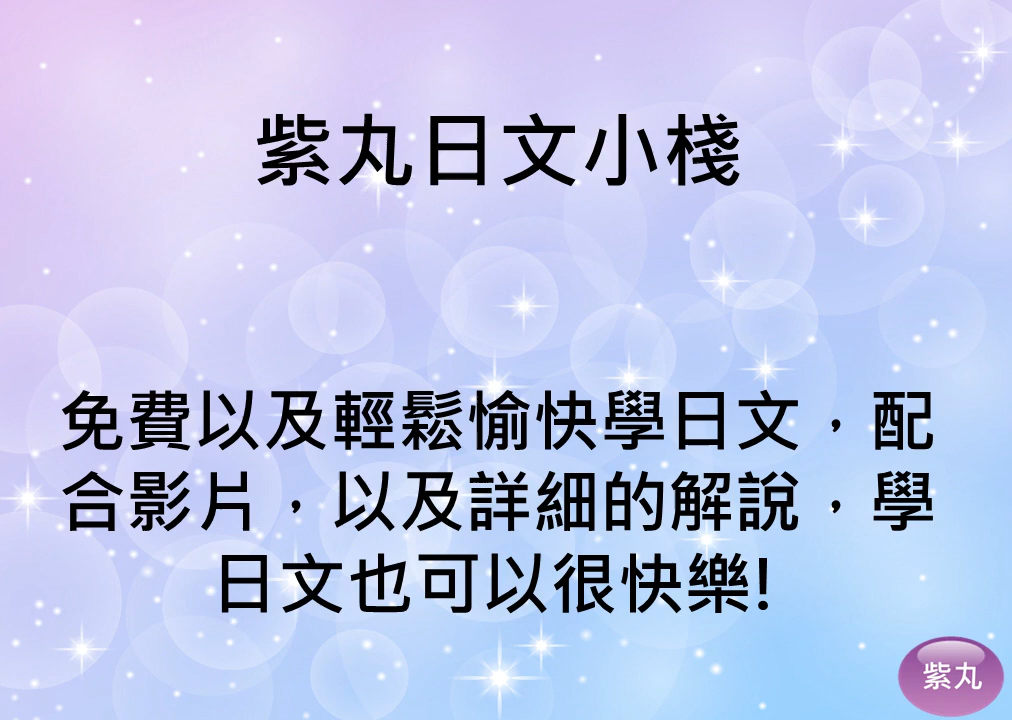 紫丸日文小棧
免費以及輕鬆愉快學日文，配
合影片，以及詳細的解說，學
日文也可以很快樂!
紫丸